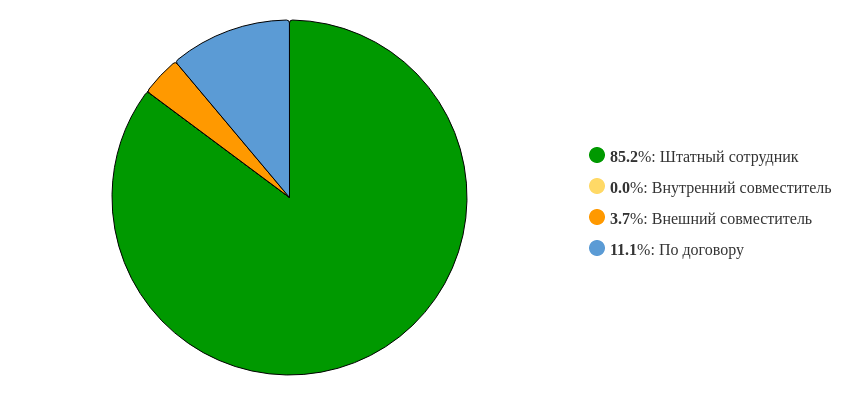 85.2%: Штатный сотрудник
0.0%: Внутренний совместитель
3.7%: Внешний совместитель
11.1%: По договору